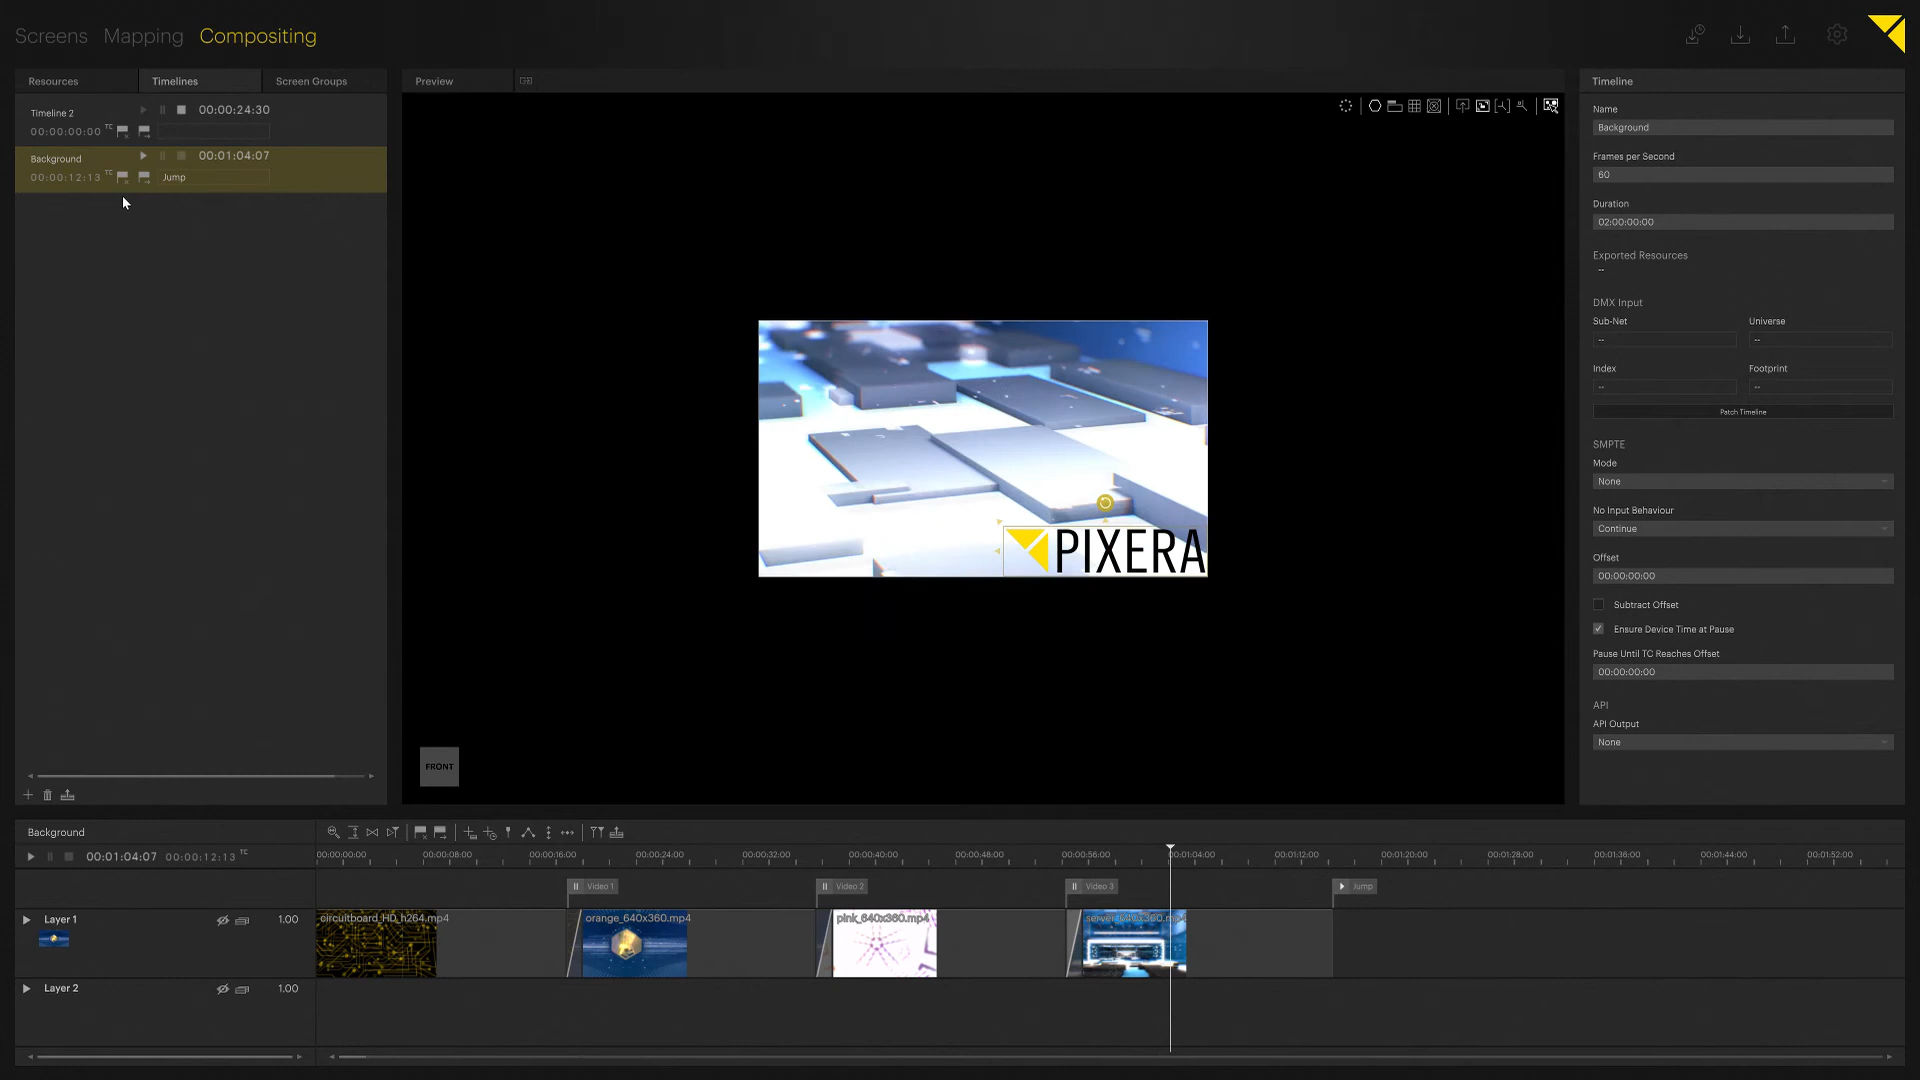 Screens Mapping Compositing
Resources Timelines Screen Groups
Timeline 2 00:00:24:30
00:00:00:00 TC
Background 00:01:04:07
00:00:12:13 TC Jump
Preview
PIXERA
FRONT
Timeline
Name
Background
Frames per Second
60
Duration
02:00:00:00
Exported Resources
--
DMX Input
Sub-Net Universe
-- --
Index Footprint
-- --
Patch Timeline
SMPTE
Mode
None
No Input Behaviour
Continue
Offset
00:00:00:00
Subtract Offset
Ensure Device Time at Pause
Pause Until TC Reaches Offset
00:00:00:00
API
API Output
None
Background
00:01:04:07 00:00:12:13 TC
00:00:00:00 00:00:08:00 00:00:16:00 00:00:24:00 00:00:32:00 00:00:40:00 00:00:48:00 00:00:56:00 00:01:04:00 00:01:12:00 00:01:20:00 00:01:28:00 00:01:36:00 00:01:44:00 00:01:52:00
Video 1 Video 2 Video 3 Jump
Layer 1 1.00 circuitboard_HD_h264.mp4 orange_640x360.mp4 pink_640x360.mp4 server_640x360.mp4
Layer 2 1.00